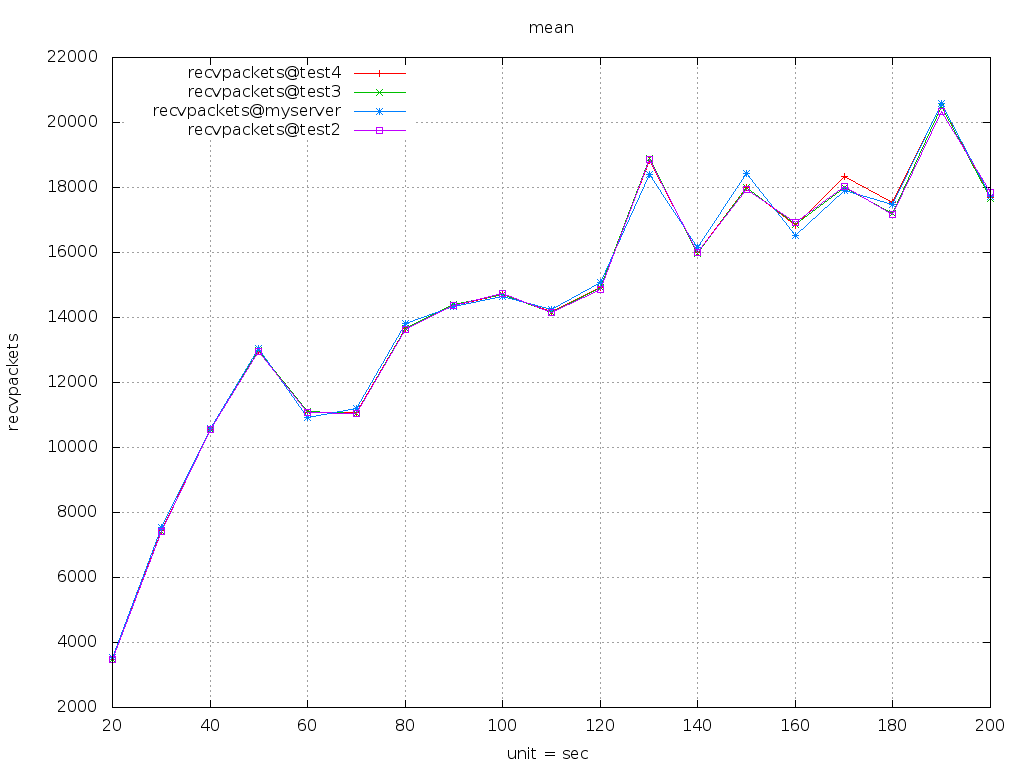 mean
22000
20000
18000
16000
14000
12000
10000
8000
6000
4000
2000
recvpackets
recvpackets@test4
recvpackets@test3
recvpackets@myserver
recvpackets@test2
20 40 60 80 100 120 140 160 180 200
unit = sec